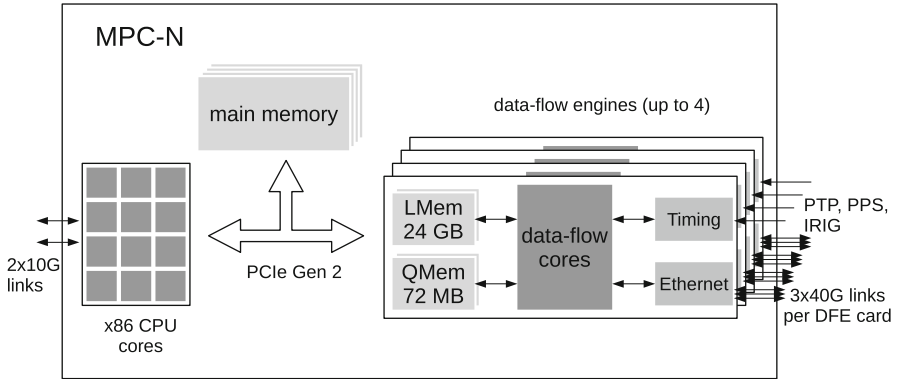 MPC-N
main memory
data-flow engines (up to 4)
LMem
24 GB
data-flow
cores
Timing
PTP, PPS,
IRIG
QMem
72 MB
Ethernet
PCIe Gen 2
2x10G
links
3x40G links
per DFE card
x86 CPU
cores